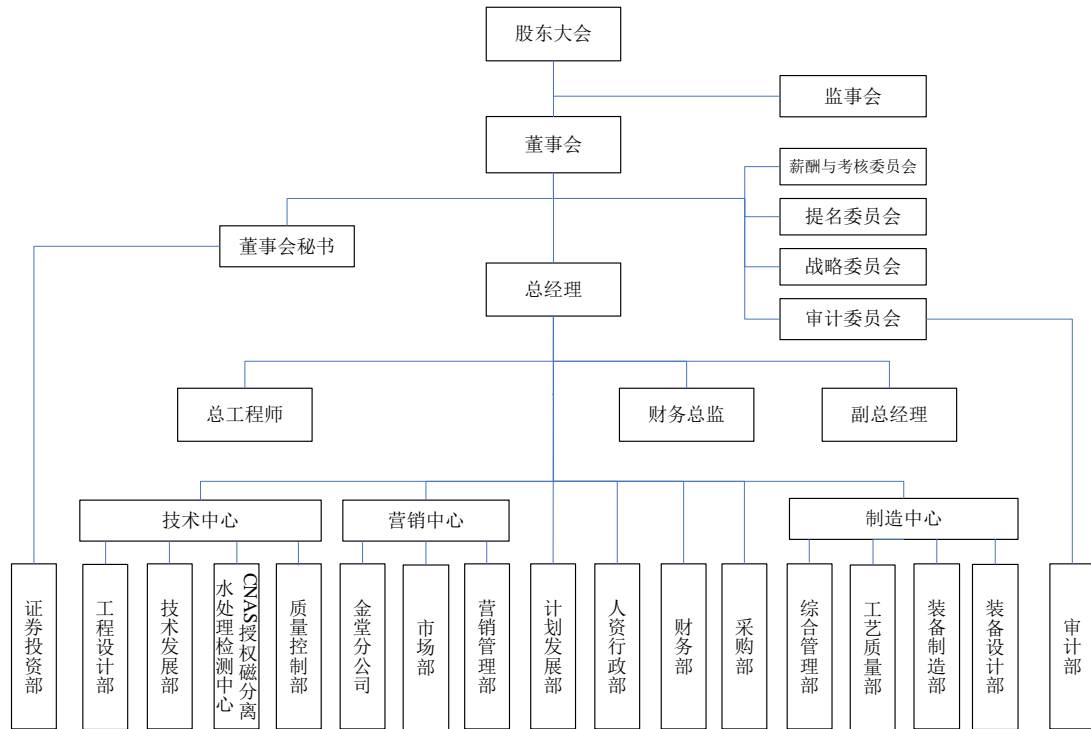 股东大会
监事会
董事会
薪酬与考核委员会
提名委员会
董事会秘书
战略委员会
总经理
审计委员会
总工程师
财务总监
副总经理
技术中心
营销中心
制造中心
证券投资部
工程设计部
技术发展部
CNAS授权磁分离
水处理检测中心
质量控制部
金堂分公司
市场部
营销管理部
计划发展部
人资行政部
财务部
采购部
综合管理部
工艺质量部
装备制造部
装备设计部
审计部